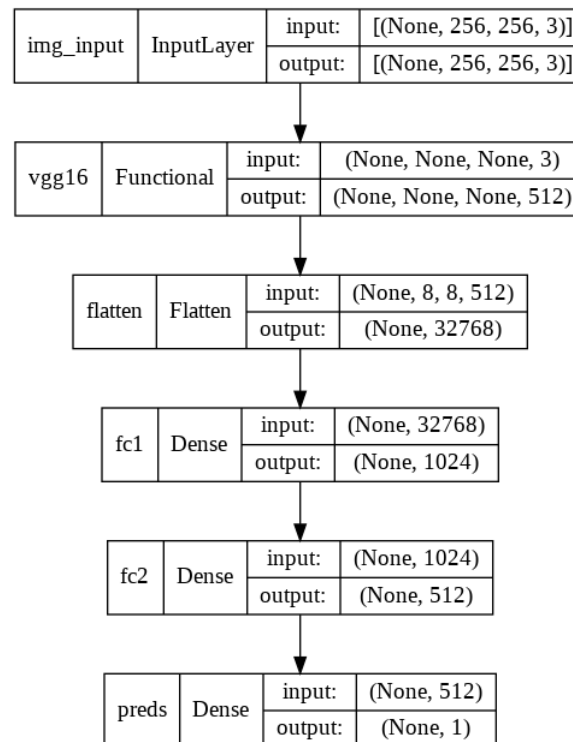 img_input InputLayer input: [(None, 256, 256, 3)]
output: [(None, 256, 256, 3)]
vgg16 Functional input: (None, None, None, 3)
output: (None, None, None, 512)
flatten Flatten input: (None, 8, 8, 512)
output: (None, 32768)
fc1 Dense input: (None, 32768)
output: (None, 1024)
fc2 Dense input: (None, 1024)
output: (None, 512)
preds Dense input: (None, 512)
output: (None, 1)